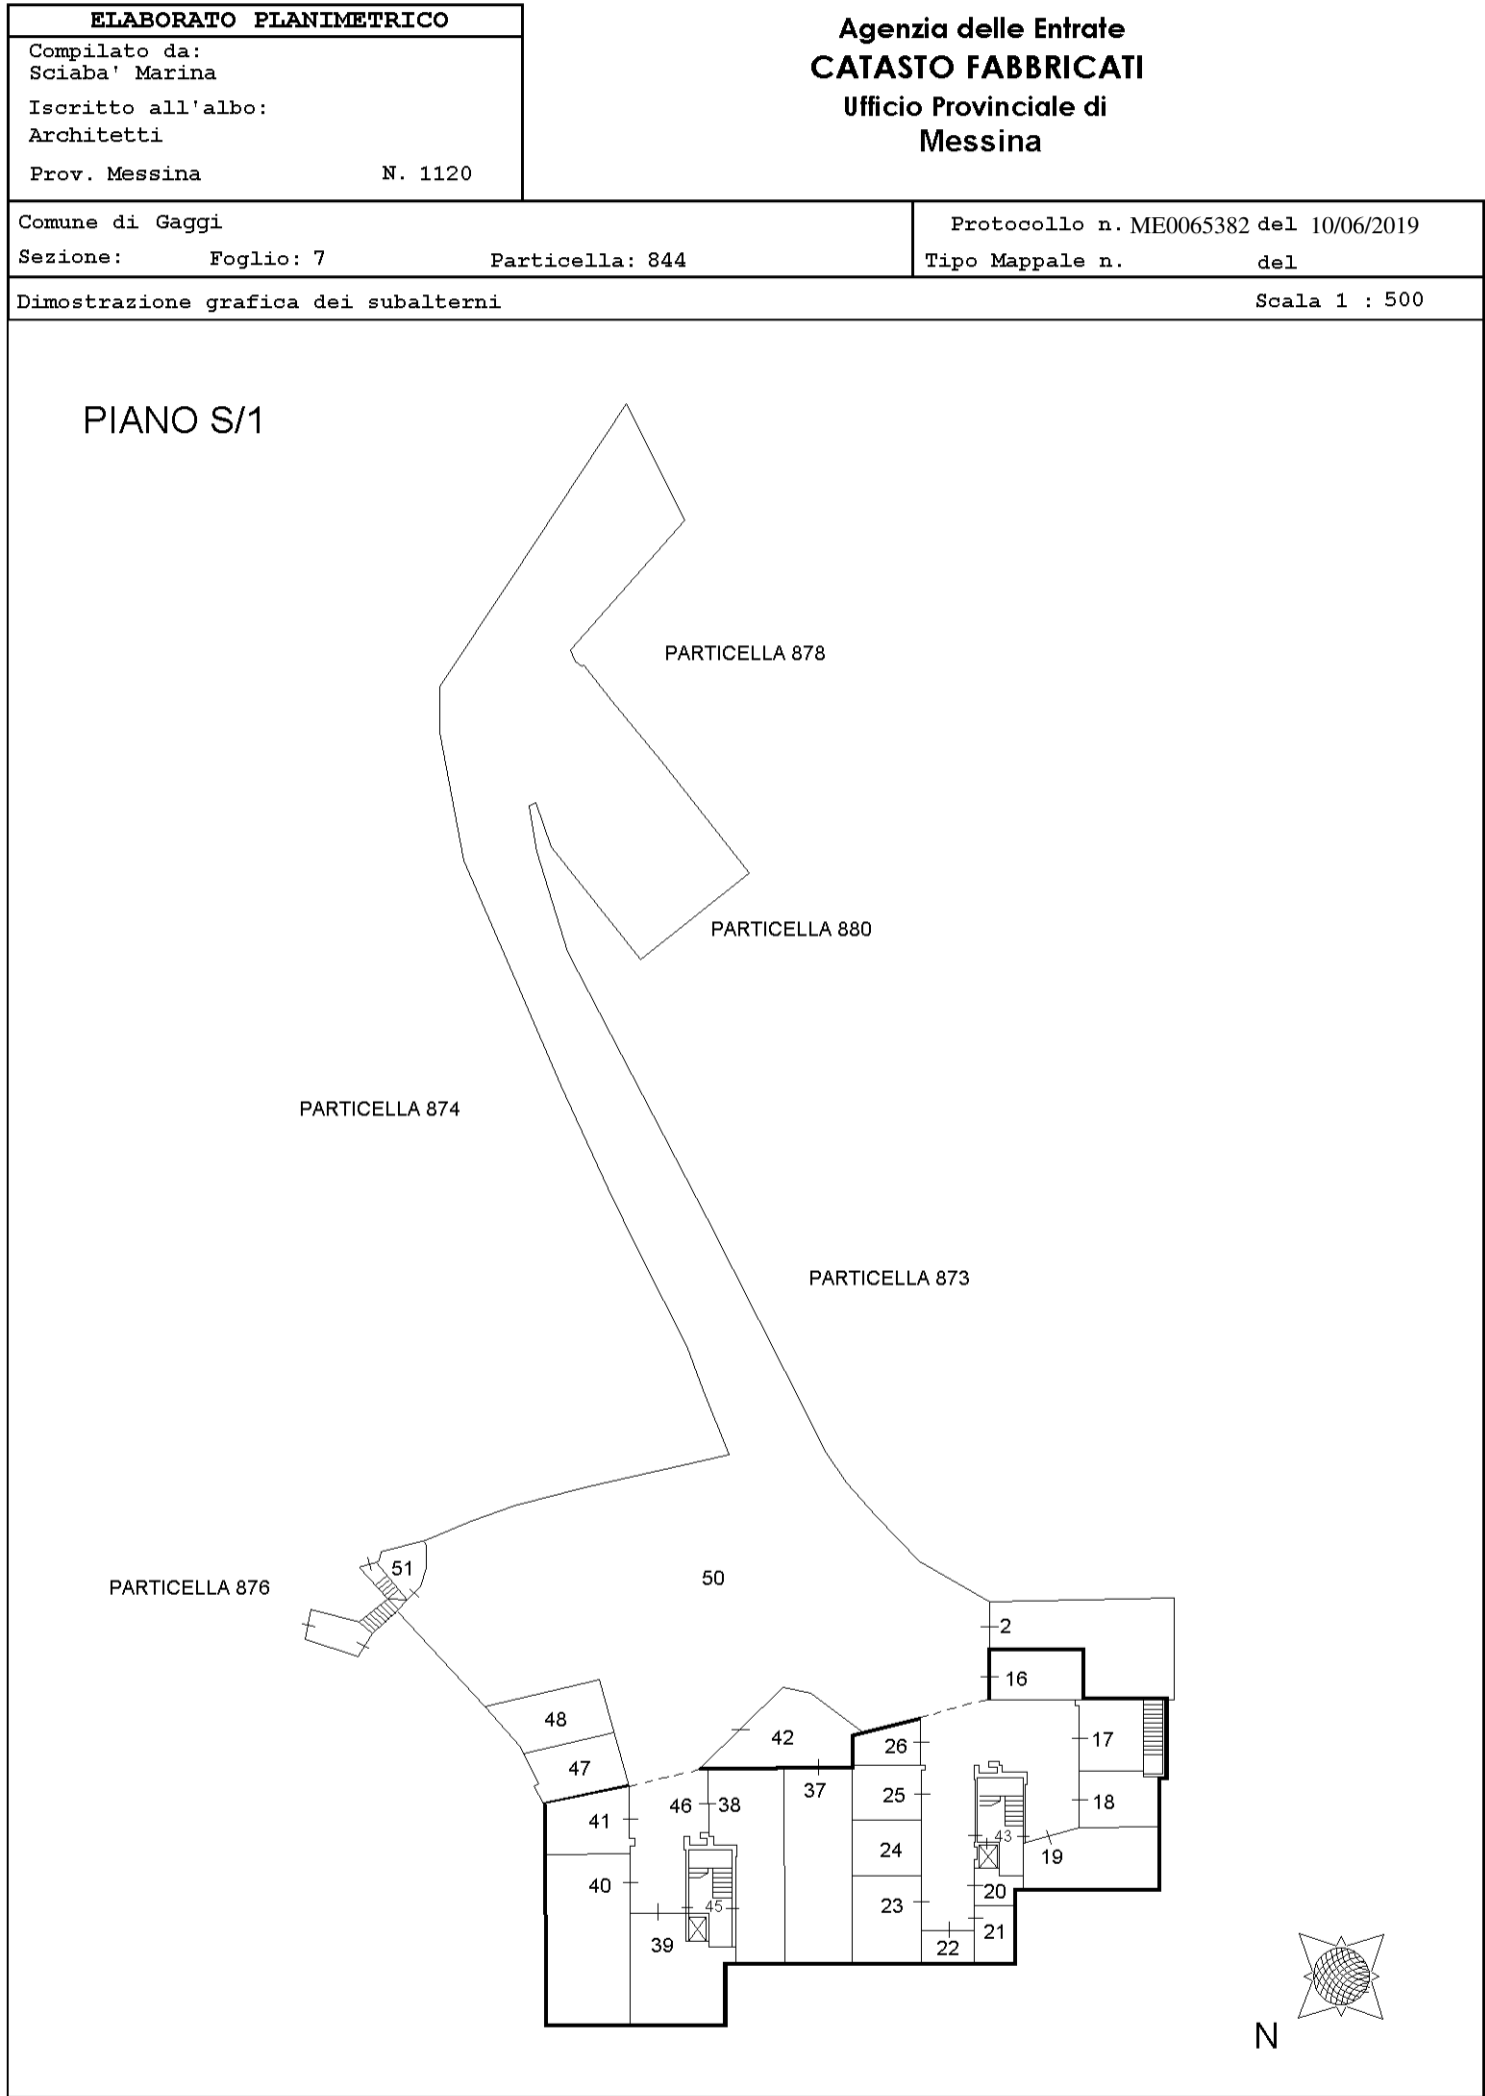 ELABORATO PLANIMETRICO
Compilato da:
Sciaba' Marina
Iscritto all'albo:
Architetti
Prov. Messina N. 1120
Agenzia delle Entrate
CATASTO FABBRICATI
Ufficio Provinciale di
Messina
Comune di Gaggi
Sezione: Foglio: 7 Particella: 844
Protocollo n. ME0065382 del 10/06/2019
Tipo Mappale n. del
Dimostrazione grafica dei subalterni Scala 1 : 500
PIANO S/1
PARTICELLA 878
PARTICELLA 880
PARTICELLA 874
PARTICELLA 873
51
50
PARTICELLA 876
2
16
48
42
26
17
47
37
25
18
46
38
41
43
24
19
40
20
23
45
21
39
22
N